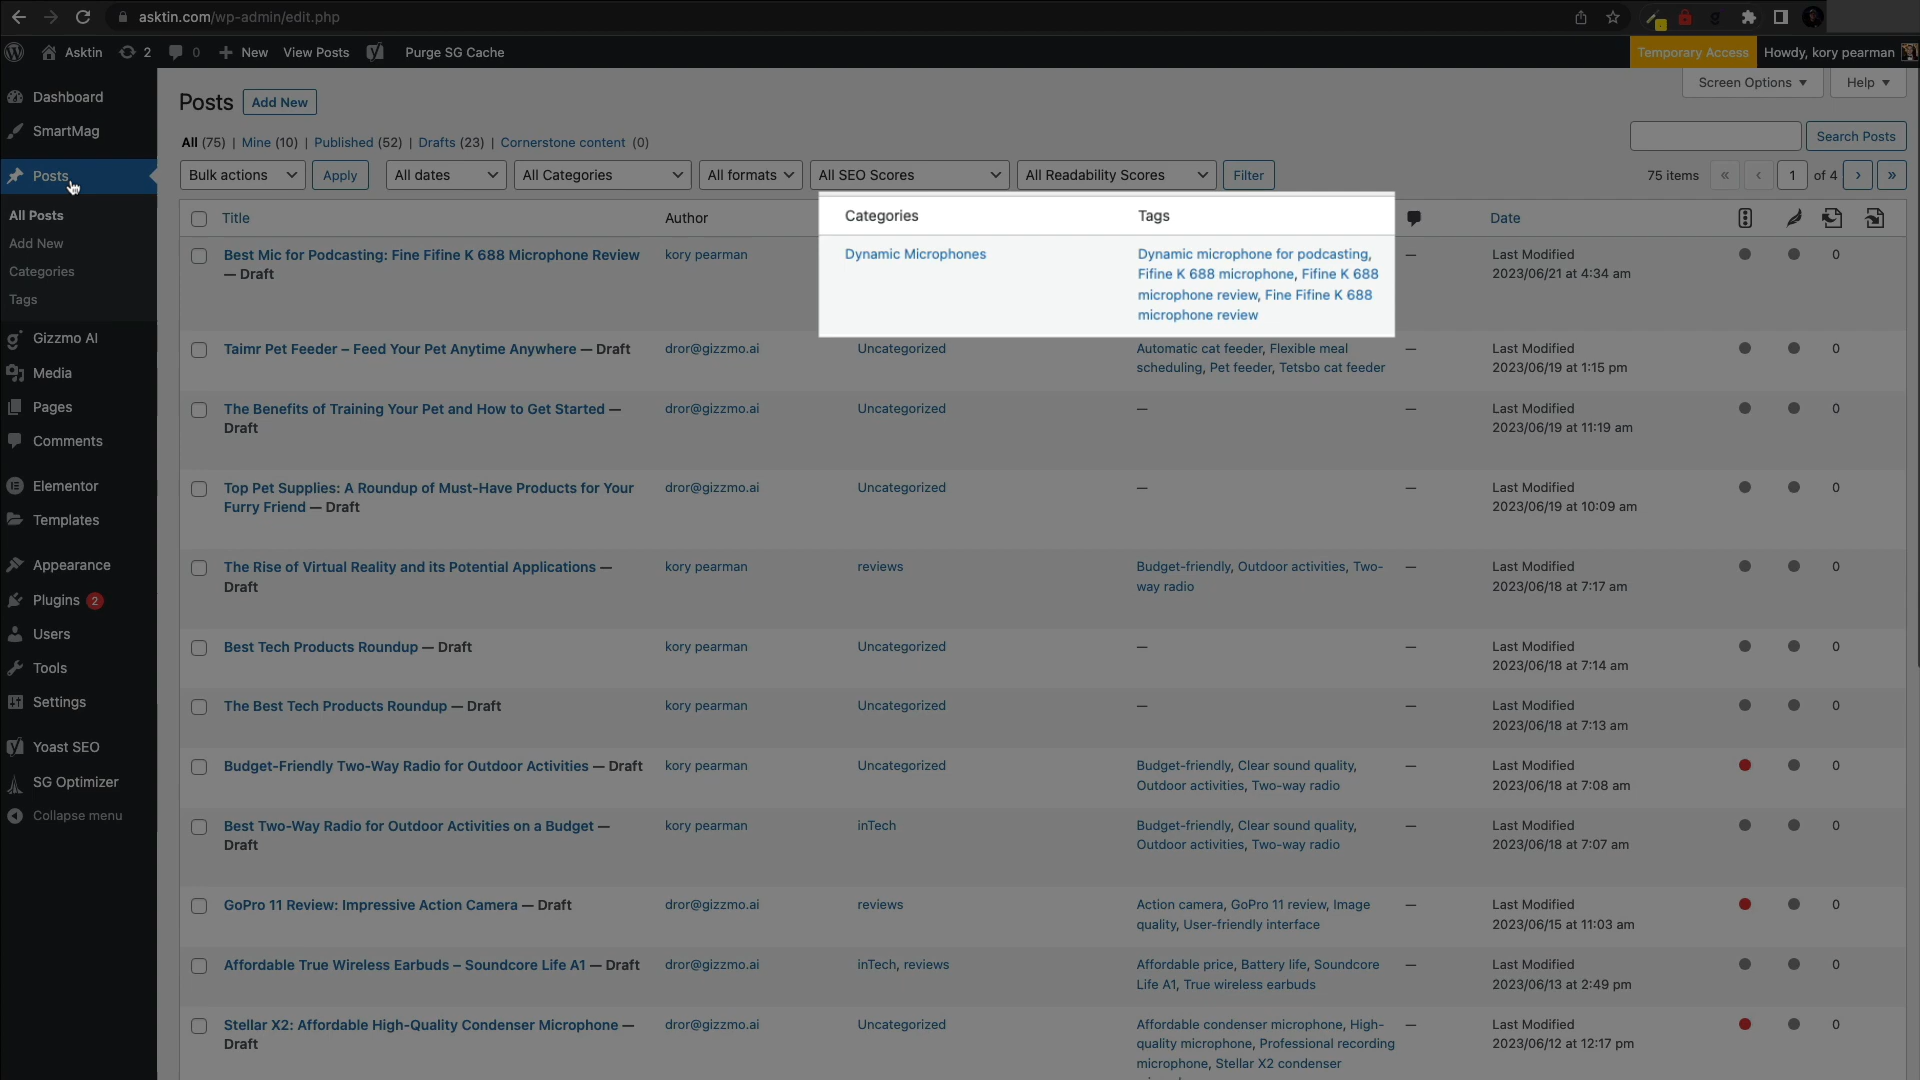 asktin.com/wp-admin/edit.php
Asktin 2 0 New View Posts Purge SG Cache Temporary Access Howdy, kory pearman
Screen Options Help
Dashboard
SmartMag
Posts
All Posts
Add New
Categories
Tags
Gizzmo AI
Media
Pages
Comments
Elementor
Templates
Appearance
Plugins 2
Users
Tools
Settings
Yoast SEO
SG Optimizer
Collapse menu
Posts Add New
All (75) | Mine (10) | Published (52) | Drafts (23) | Cornerstone content (0)
Search Posts
Bulk actions Apply All dates All Categories All formats All SEO Scores All Readability Scores Filter
75 items « ‹ 1 of 4 › »
Title Author Categories Tags Date
Best Mic for Podcasting: Fine Fifine K 688 Microphone Review
— Draft
kory pearman
Dynamic Microphones
Dynamic microphone for podcasting,
Fifine K 688 microphone, Fifine K 688
microphone review, Fine Fifine K 688
microphone review
—
Last Modified
2023/06/21 at 4:34 am
0
Taimr Pet Feeder – Feed Your Pet Anytime Anywhere — Draft
dror@gizzmo.ai
Uncategorized
Automatic cat feeder, Flexible meal
scheduling, Pet feeder, Tetsbo cat feeder
—
Last Modified
2023/06/19 at 1:15 pm
0
The Benefits of Training Your Pet and How to Get Started —
Draft
dror@gizzmo.ai
Uncategorized
—
—
Last Modified
2023/06/19 at 11:19 am
0
Top Pet Supplies: A Roundup of Must-Have Products for Your
Furry Friend — Draft
dror@gizzmo.ai
Uncategorized
—
—
Last Modified
2023/06/19 at 10:09 am
0
The Rise of Virtual Reality and its Potential Applications —
Draft
kory pearman
reviews
Budget-friendly, Outdoor activities, Two-
way radio
—
Last Modified
2023/06/18 at 7:17 am
0
Best Tech Products Roundup — Draft
kory pearman
Uncategorized
—
—
Last Modified
2023/06/18 at 7:14 am
0
The Best Tech Products Roundup — Draft
kory pearman
Uncategorized
—
—
Last Modified
2023/06/18 at 7:13 am
0
Budget-Friendly Two-Way Radio for Outdoor Activities — Draft
kory pearman
Uncategorized
Budget-friendly, Clear sound quality,
Outdoor activities, Two-way radio
—
Last Modified
2023/06/18 at 7:08 am
0
Best Two-Way Radio for Outdoor Activities on a Budget —
Draft
kory pearman
inTech
Budget-friendly, Clear sound quality,
Outdoor activities, Two-way radio
—
Last Modified
2023/06/18 at 7:07 am
0
GoPro 11 Review: Impressive Action Camera — Draft
dror@gizzmo.ai
reviews
Action camera, GoPro 11 review, Image
quality, User-friendly interface
—
Last Modified
2023/06/15 at 11:03 am
0
Affordable True Wireless Earbuds – Soundcore Life A1 — Draft
dror@gizzmo.ai
inTech, reviews
Affordable price, Battery life, Soundcore
Life A1, True wireless earbuds
—
Last Modified
2023/06/13 at 2:49 pm
0
Stellar X2: Affordable High-Quality Condenser Microphone —
Draft
dror@gizzmo.ai
Uncategorized
Affordable condenser microphone, High-
quality microphone, Professional recording
microphone, Stellar X2 condenser
—
Last Modified
2023/06/12 at 12:17 pm
0